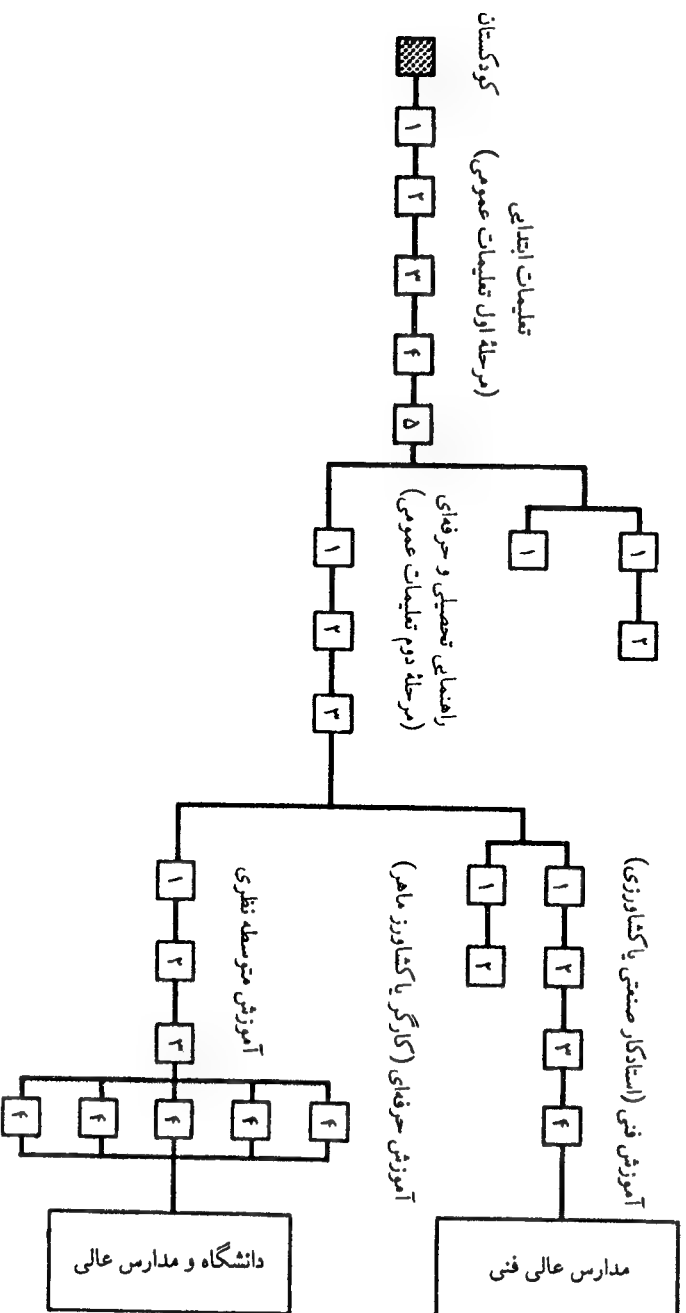 کودکستان
تعلیمات ابتدایی
(مرحلهٔ اول تعلیمات عمومی)
۱
۲
۳
۴
۵
۱
۱
۲
راهنمایی تحصیلی و حرفه‌ای
(مرحلهٔ دوم تعلیمات عمومی)
۱
۲
۳
آموزش فنی (استادکار صنعتی یا کشاورزی)
۱
۲
۳
۴
مدارس عالی فنی
آموزش حرفه‌ای (کارگر یا کشاورز ماهر)
۱
۲
آموزش متوسطه نظری
۱
۲
۳
۴
۴
۴
۴
۴
دانشگاه و مدارس عالی